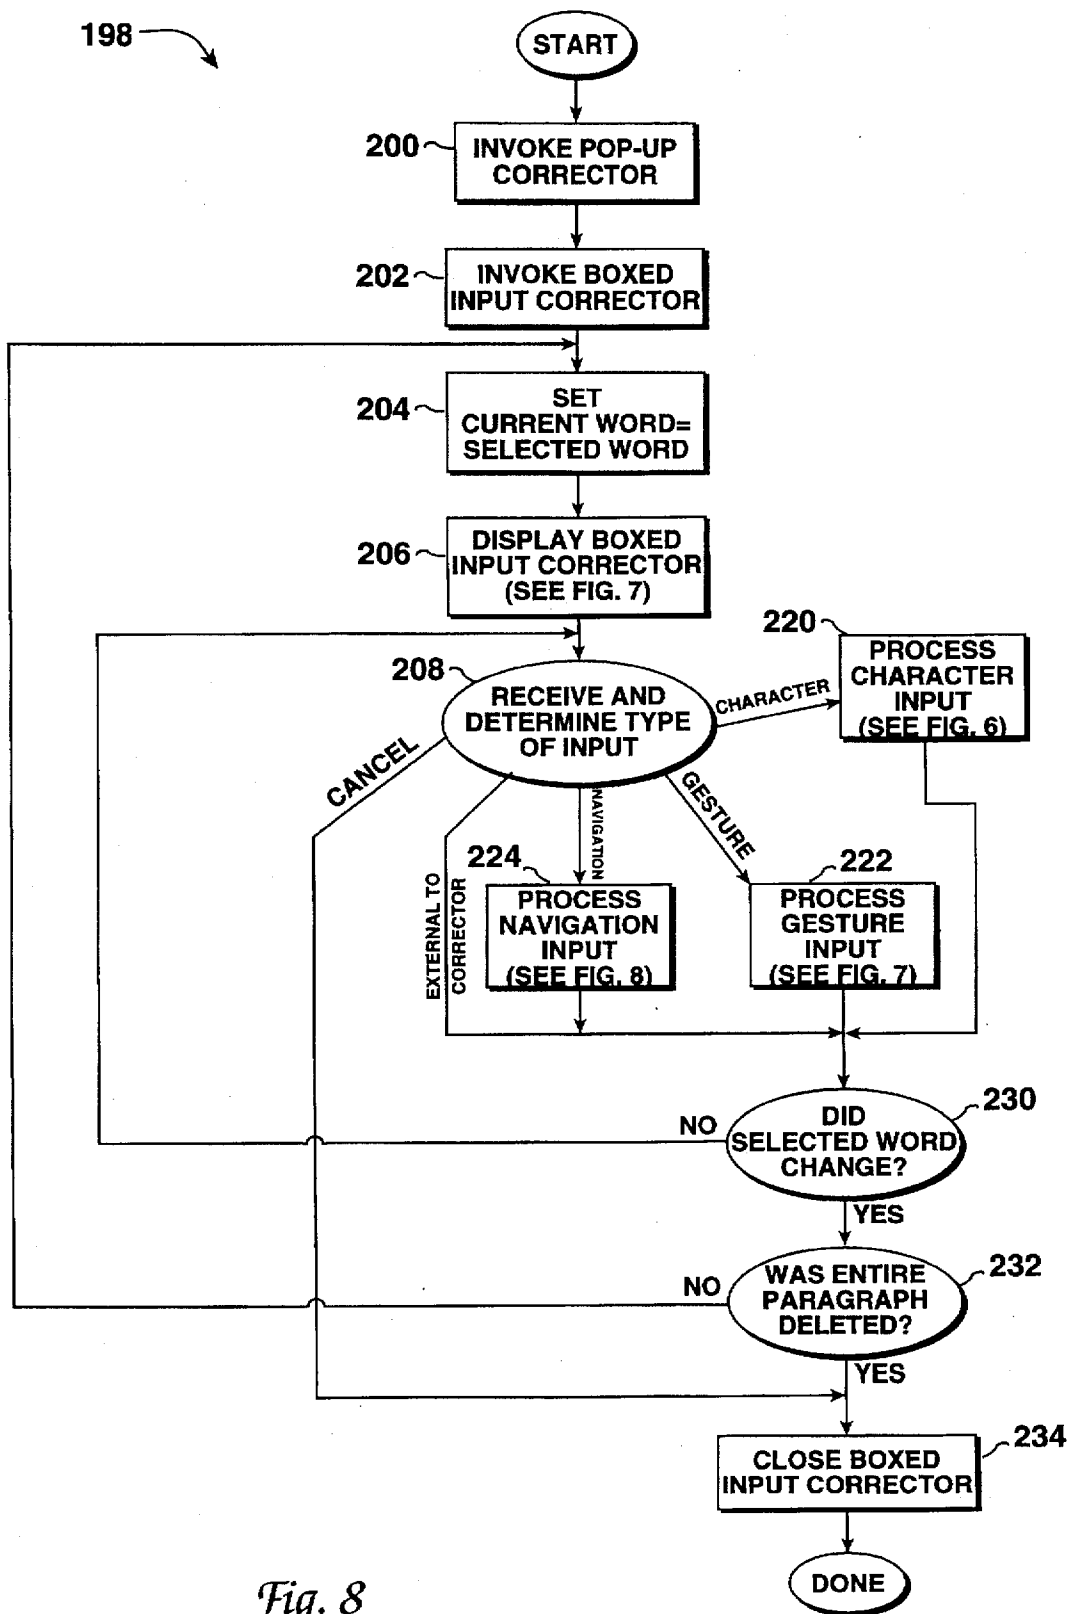 198
START
200
INVOKE POP-UP
CORRECTOR
202
INVOKE BOXED
INPUT CORRECTOR
204
SET
CURRENT WORD=
SELECTED WORD
206
DISPLAY BOXED
INPUT CORRECTOR
(SEE FIG. 7)
208
RECEIVE AND
DETERMINE TYPE
OF INPUT
CHARACTER
220
PROCESS
CHARACTER
INPUT
(SEE FIG. 6)
CANCEL
EXTERNAL TO
CORRECTOR
NAVIGATION
GESTURE
224
PROCESS
NAVIGATION
INPUT
(SEE FIG. 8)
222
PROCESS
GESTURE
INPUT
(SEE FIG. 7)
230
DID
SELECTED WORD
CHANGE?
NO
YES
232
WAS ENTIRE
PARAGRAPH
DELETED?
NO
YES
234
CLOSE BOXED
INPUT CORRECTOR
DONE
Fig. 8